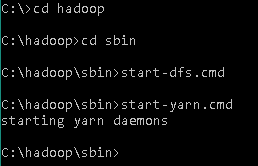 C:\>cd hadoop
C:\hadoop>cd sbin
C:\hadoop\sbin>start-dfs.cmd
C:\hadoop\sbin>start-yarn.cmd
starting yarn daemons
C:\hadoop\sbin>